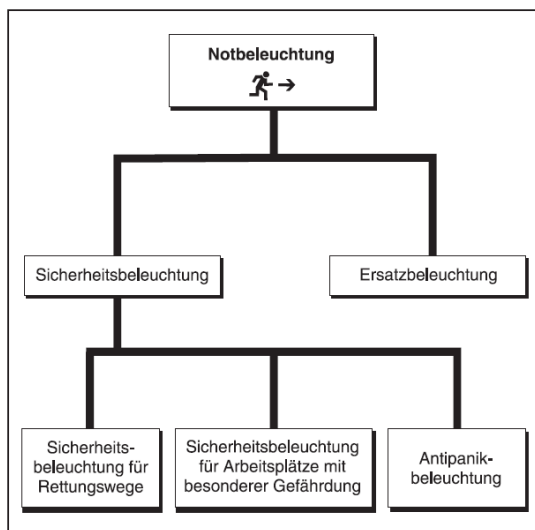 Notbeleuchtung
Sicherheitsbeleuchtung
Ersatzbeleuchtung
Sicherheits-
beleuchtung für
Rettungswege
Sicherheitsbeleuchtung
für Arbeitsplätze mit
besonderer Gefährdung
Antipanik-
beleuchtung